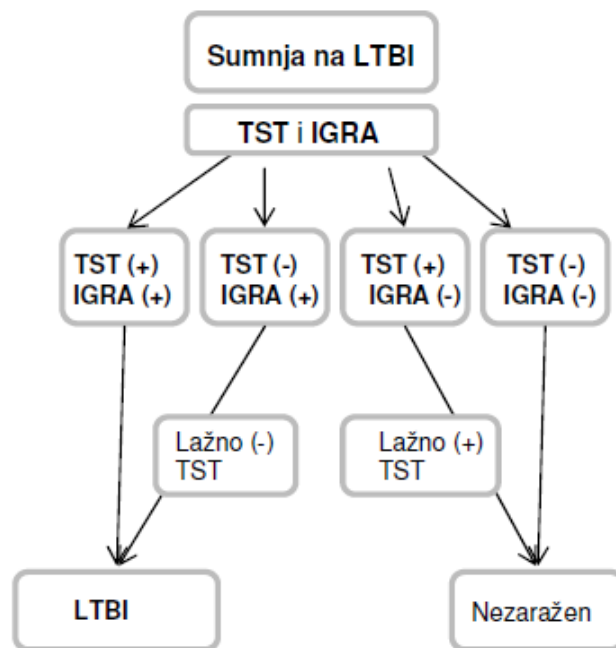 Sumnja na LTBI
TST i IGRA
TST (+)
IGRA (+)
TST (-)
IGRA (+)
TST (+)
IGRA (-)
TST (-)
IGRA (-)
Lažno (-)
TST
Lažno (+)
TST
LTBI
Nezaražen